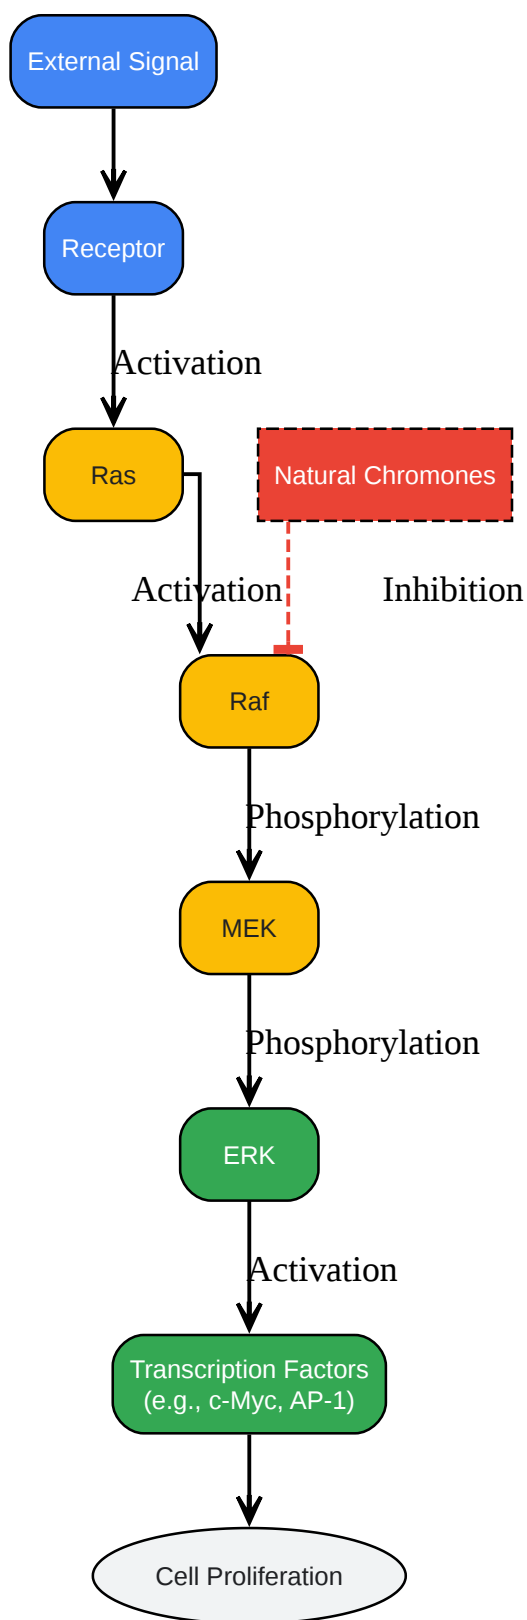 External Signal
Receptor
Activation
Ras
Natural Chromones
Activation
Inhibition
Raf
Phosphorylation
MEK
Phosphorylation
ERK
Activation
Transcription Factors
(e.g., c-Myc, AP-1)
Cell Proliferation